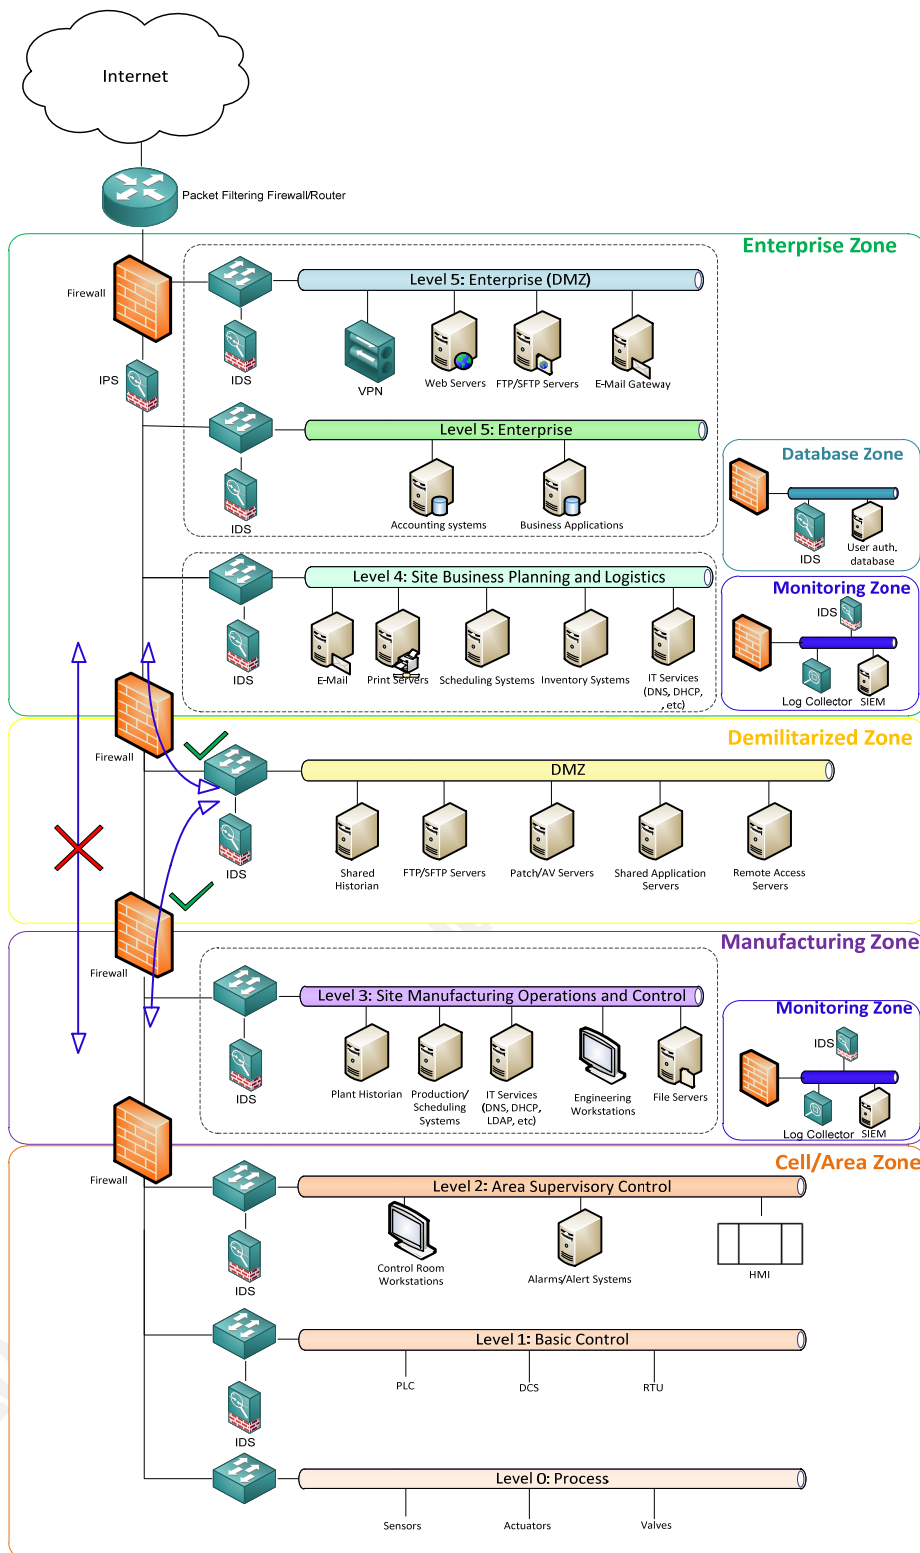 Internet
Packet Filtering Firewall/Router
Enterprise Zone
Firewall
Level 5: Enterprise (DMZ)
IDS
VPN
Web Servers
FTP/SFTP Servers
E-Mail Gateway
IPS
Level 5: Enterprise
IDS
Accounting systems
Business Applications
Database Zone
IDS
User auth.
database
Level 4: Site Business Planning and Logistics
IDS
E-Mail
Print Servers
Scheduling Systems
Inventory Systems
IT Services
(DNS, DHCP,
, etc)
Monitoring Zone
IDS
Log Collector
SIEM
Firewall
Demilitarized Zone
DMZ
IDS
Shared
Historian
FTP/SFTP Servers
Patch/AV Servers
Shared Application
Servers
Remote Access
Servers
Firewall
Manufacturing Zone
Level 3: Site Manufacturing Operations and Control
IDS
Plant Historian
Production/
Scheduling
Systems
IT Services
(DNS, DHCP,
LDAP, etc)
Engineering
Workstations
File Servers
Monitoring Zone
IDS
Log Collector
SIEM
Firewall
Cell/Area Zone
Level 2: Area Supervisory Control
IDS
Control Room
Workstations
Alarms/Alert Systems
HMI
Level 1: Basic Control
IDS
PLC
DCS
RTU
Level 0: Process
Sensors
Actuators
Valves